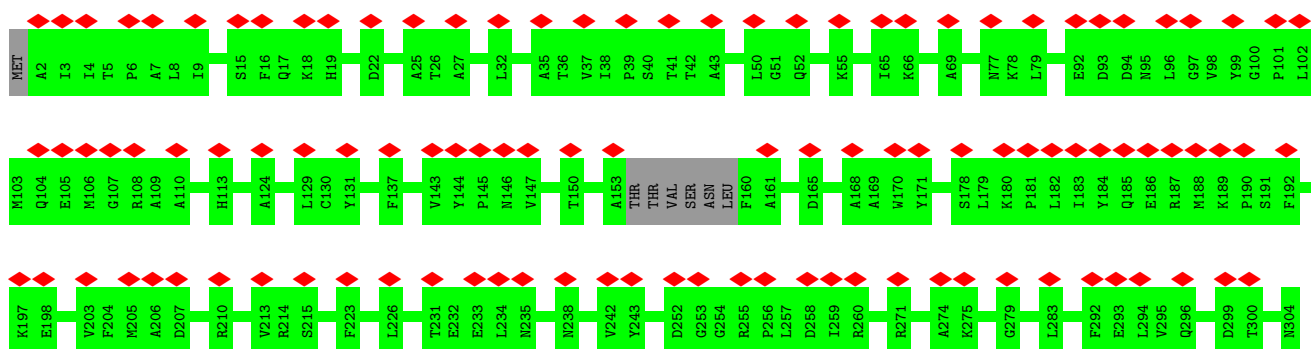 MET A2 I3 I4 T5 P6 A7 L8 I9 S15 F16 Q17 K18 H19 D22 A25 T26 A27 L32 A35 T36 V37 I38 P39 S40 T41 T42 A43 L50 G51 Q52 K55 I65 K66 A69 N77 K78 L79 E92 D93 D94 N95 L96 G97 V98 Y99 G100 P101 L102
M103 Q104 E105 M106 G107 R108 A109 A110 H113 A124 L129 C130 Y131 F137 V143 Y144 P145 N146 V147 T150 A153 THR THR VAL SER ASN LEU F160 A161 D165 A168 A169 W170 Y171 S178 L179 K180 P181 L182 I183 Y184 Q185 E186 R187 M188 K189 P190 S191 F192
K197 E198 V203 F204 M205 A206 D207 R210 V213 R214 S215 F223 L226 T231 E232 E233 L234 N235 N238 V242 Y243 D252 G253 G254 R255 P256 L257 D258 I259 R260 R271 A274 K275 G279 L283 F292 E293 L294 V295 Q296 D299 T300 N304